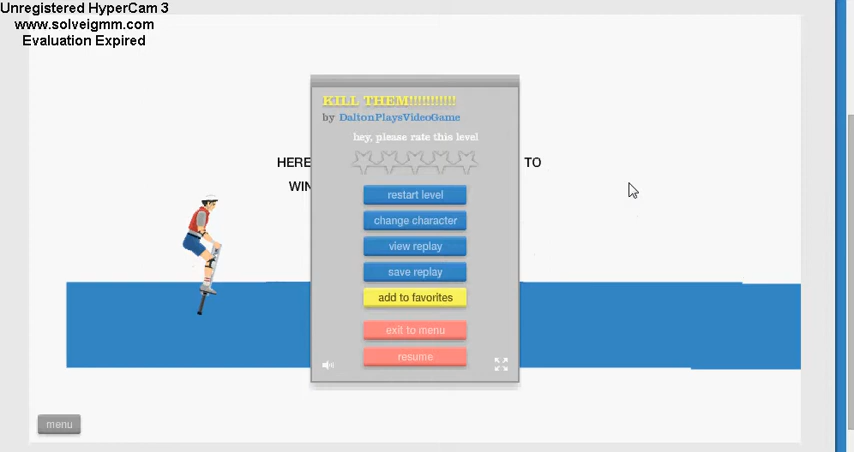 Unregistered HyperCam 3
www.solveigmm.com
Evaluation Expired
KILL THEM!!!!!!!!!!!
by DaltonPlaysVideoGame
hey, please rate this level
HERE TO
WIN
restart level
change character
view replay
save replay
add to favorites
exit to menu
resume
menu